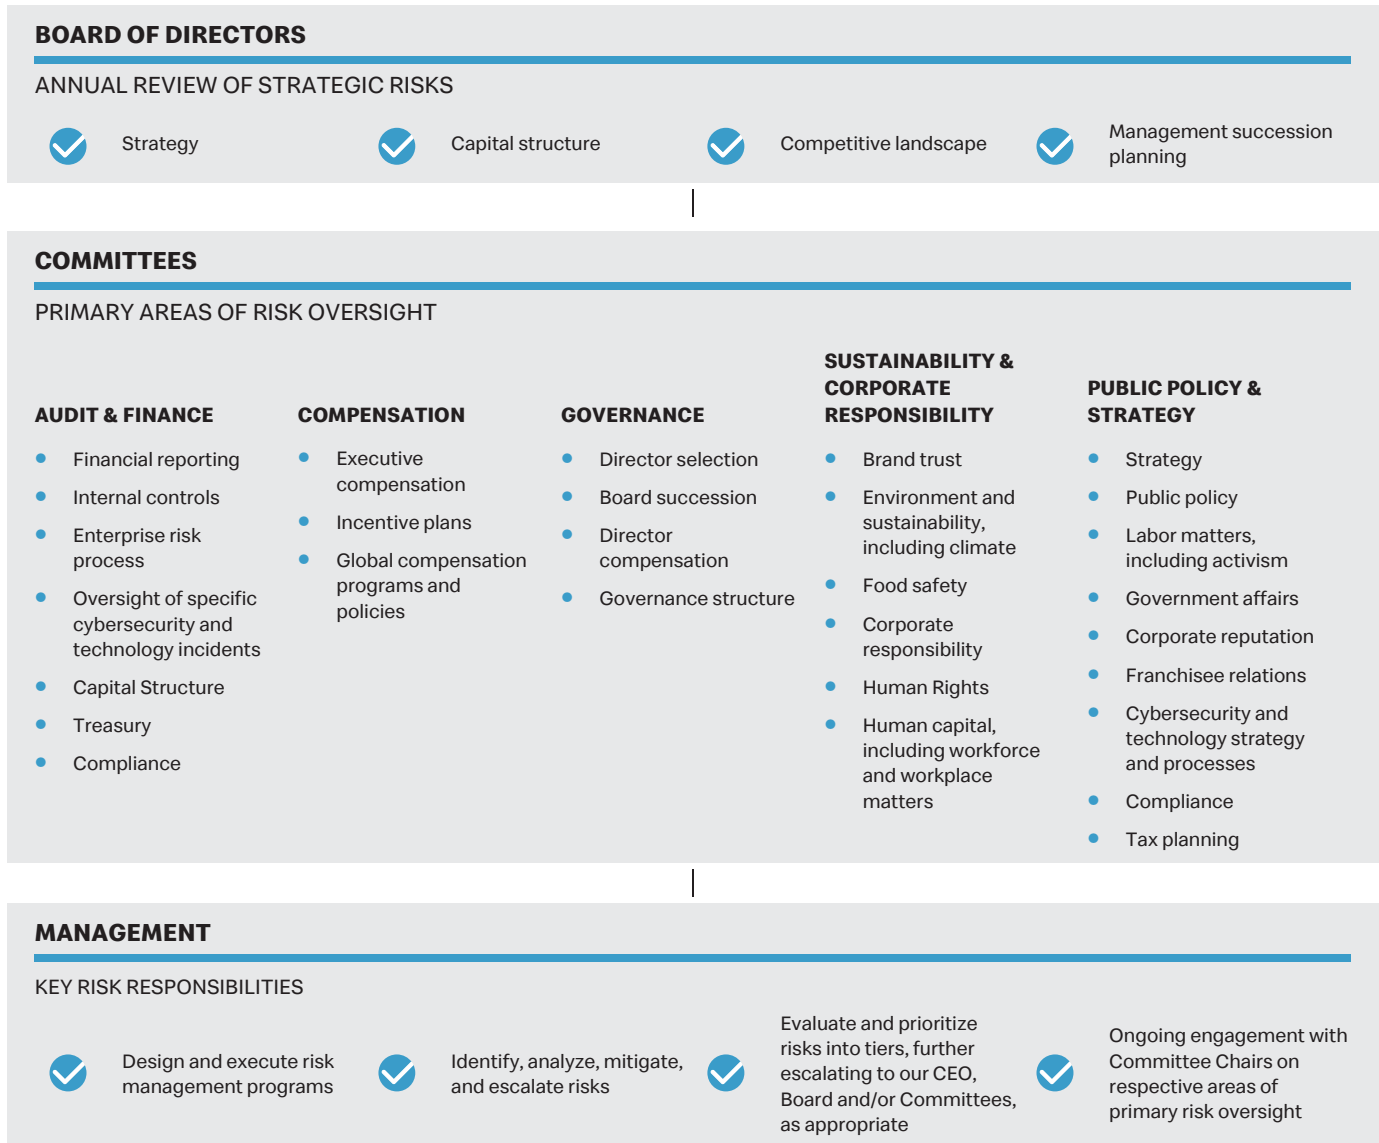 BOARD OF DIRECTORS
ANNUAL REVIEW OF STRATEGIC RISKS
Strategy
Capital structure
Competitive landscape
Management succession
planning
COMMITTEES
PRIMARY AREAS OF RISK OVERSIGHT
AUDIT & FINANCE
Financial reporting
Internal controls
Enterprise risk
process
Oversight of specific
cybersecurity and
technology incidents
Capital Structure
Treasury
Compliance
COMPENSATION
Executive
compensation
Incentive plans
Global compensation
programs and
policies
GOVERNANCE
Director selection
Board succession
Director
compensation
Governance structure
SUSTAINABILITY &
CORPORATE
RESPONSIBILITY
Brand trust
Environment and
sustainability,
including climate
Food safety
Corporate
responsibility
Human Rights
Human capital,
including workforce
and workplace
matters
PUBLIC POLICY &
STRATEGY
Strategy
Public policy
Labor matters,
including activism
Government affairs
Corporate reputation
Franchisee relations
Cybersecurity and
technology strategy
and processes
Compliance
Tax planning
MANAGEMENT
KEY RISK RESPONSIBILITIES
Design and execute risk
management programs
Identify, analyze, mitigate,
and escalate risks
Evaluate and prioritize
risks into tiers, further
escalating to our CEO,
Board and/or Committees,
as appropriate
Ongoing engagement with
Committee Chairs on
respective areas of
primary risk oversight